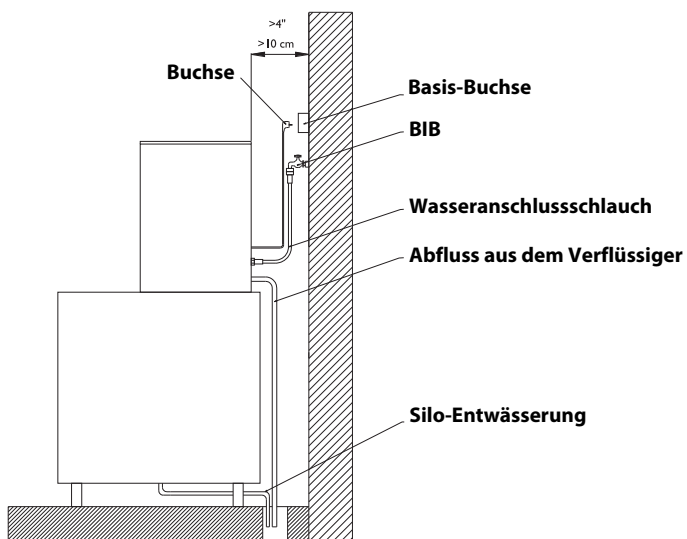 >4"
>10 cm
Buchse
Basis-Buchse
BIB
Wasseranschlussschlauch
Abfluss aus dem Verflüssiger
Silo-Entwässerung